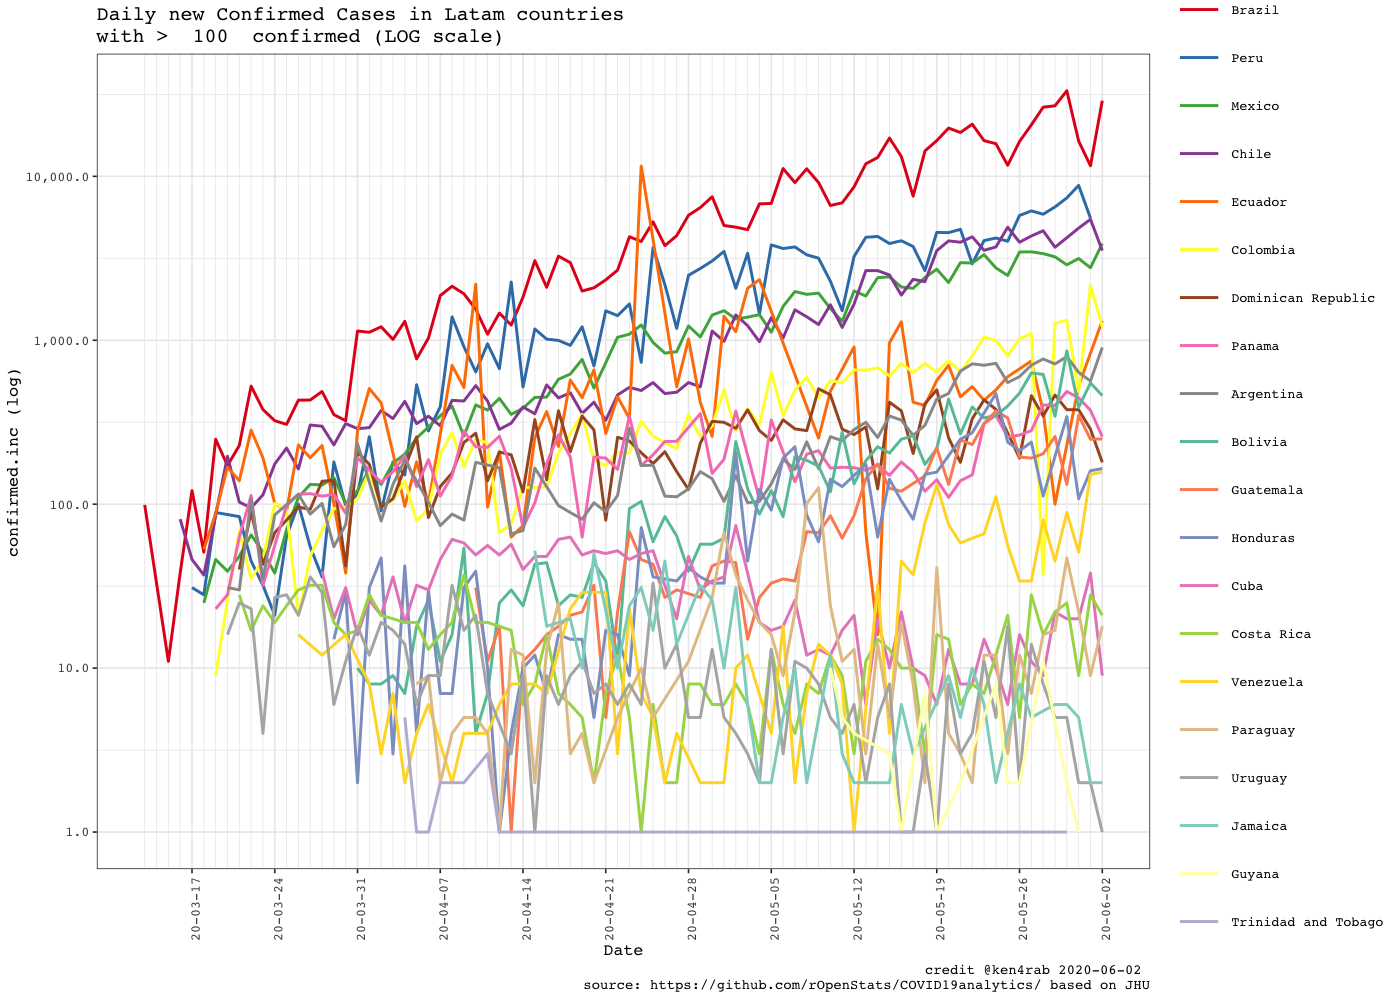 Daily new Confirmed Cases in Latam countries
with >  100  confirmed (LOG scale)
confirmed.inc (log)
10,000.0
1,000.0
100.0
10.0
1.0
20-03-17
20-03-24
20-03-31
20-04-07
20-04-14
20-04-21
20-04-28
20-05-05
20-05-12
20-05-19
20-05-26
20-06-02
Date
Brazil
Peru
Mexico
Chile
Ecuador
Colombia
Dominican Republic
Panama
Argentina
Bolivia
Guatemala
Honduras
Cuba
Costa Rica
Venezuela
Paraguay
Uruguay
Jamaica
Guyana
Trinidad and Tobago
credit @ken4rab 2020-06-02
source: https://github.com/rOpenStats/COVID19analytics/ based on JHU